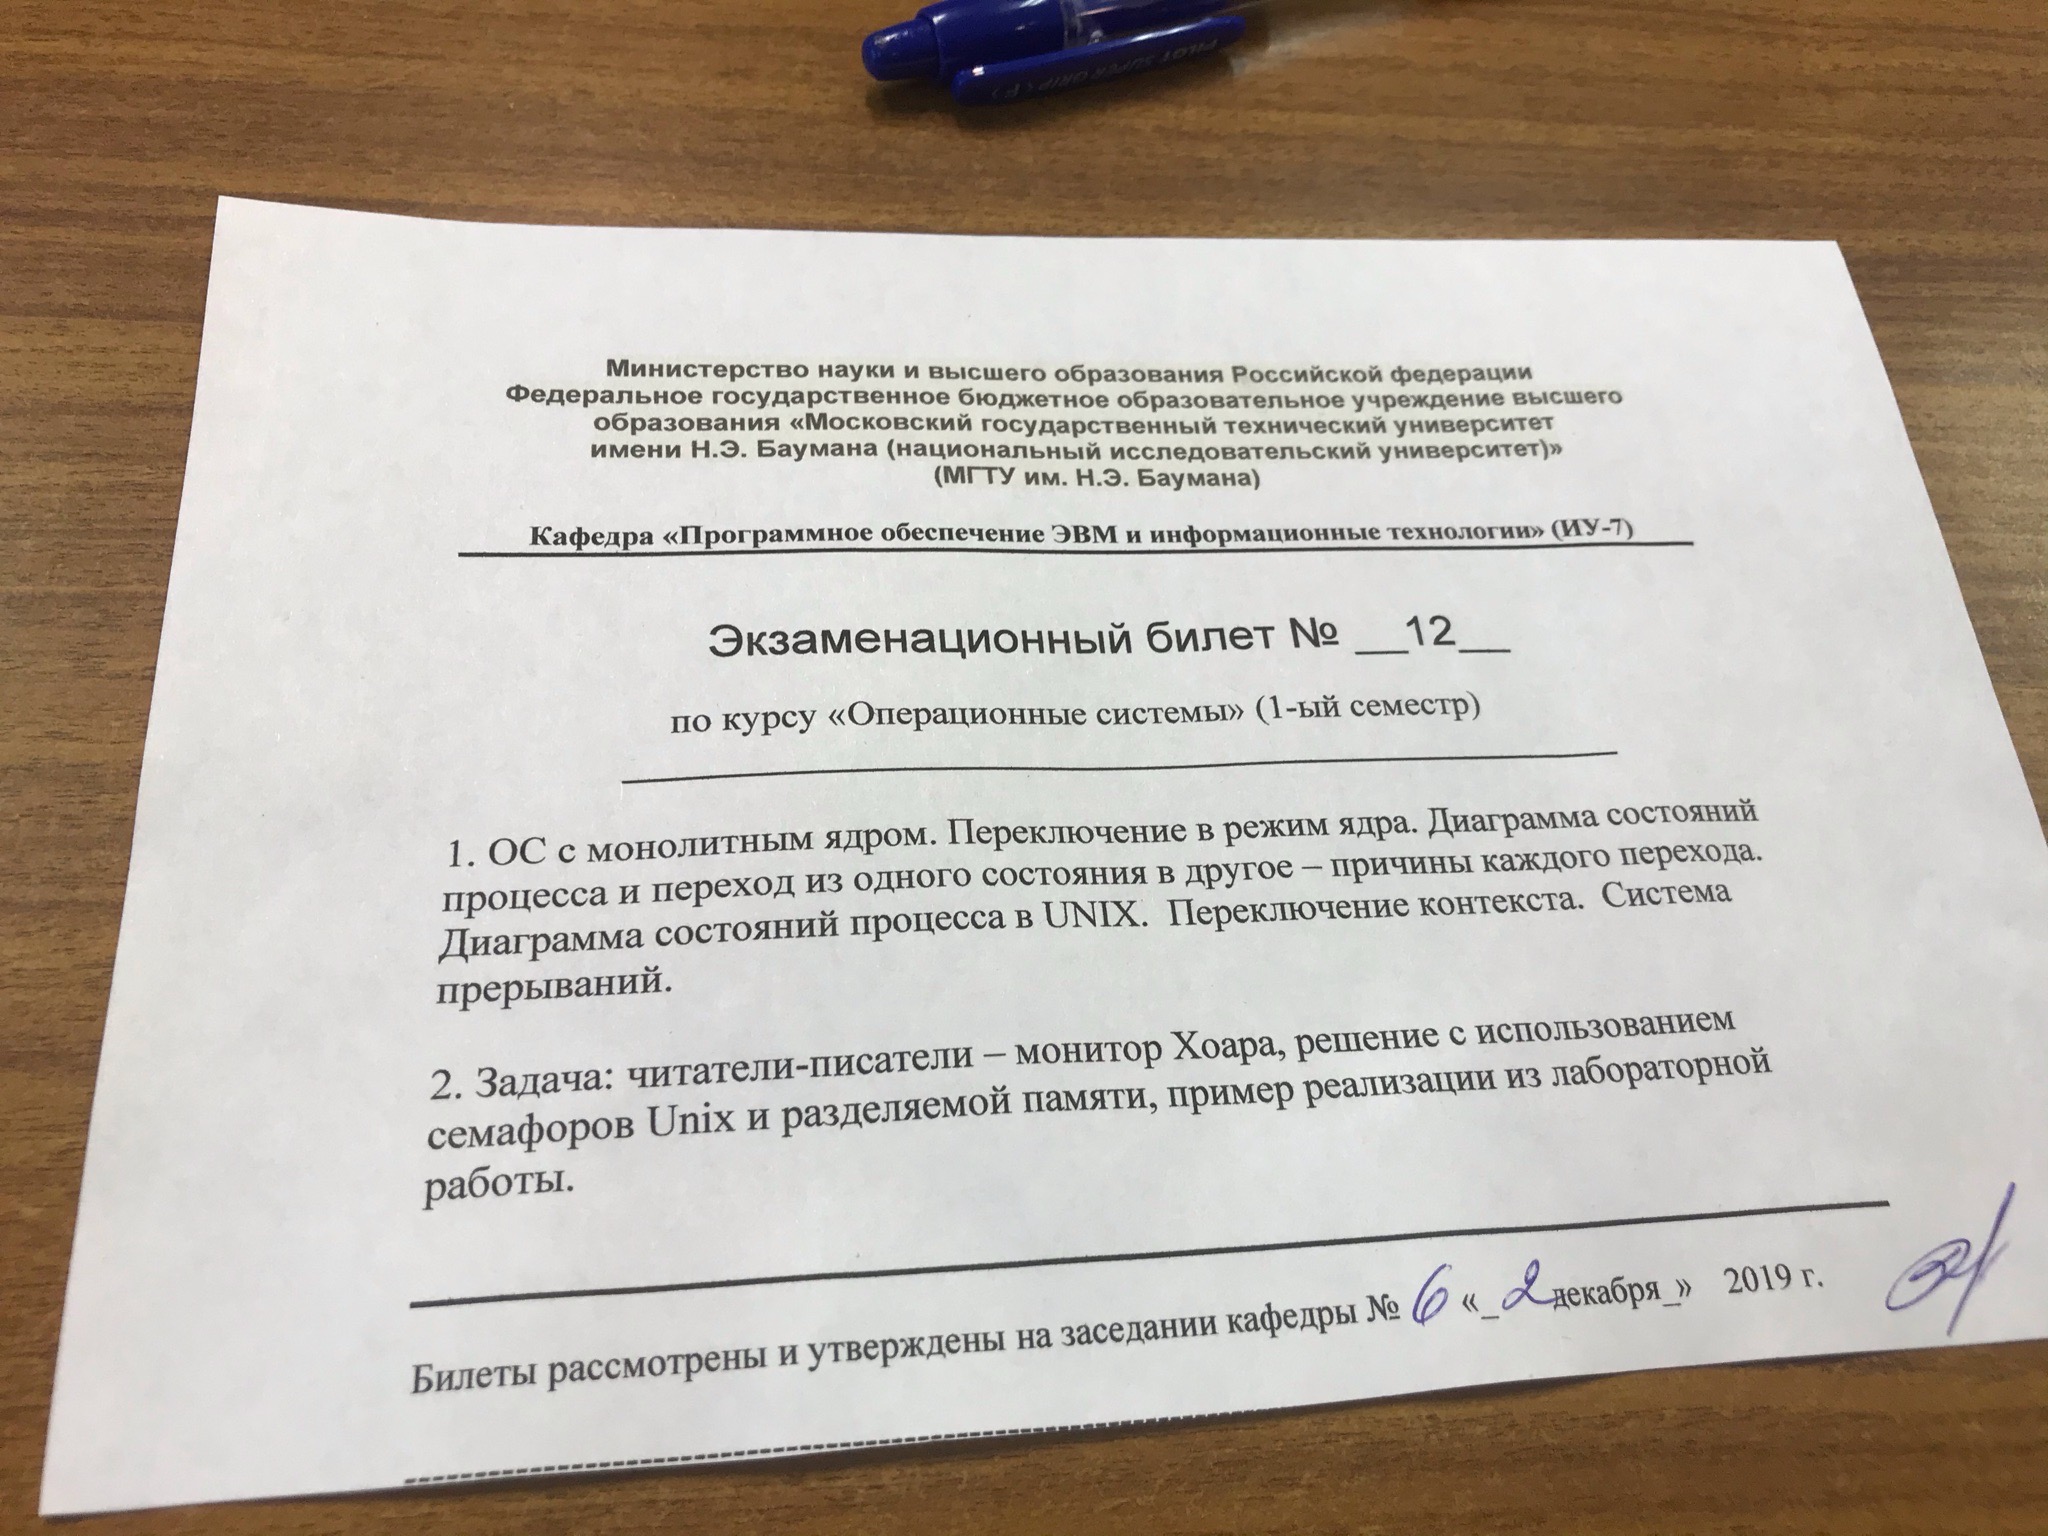 PILOT SUPER GRIP (F)
Министерство науки и высшего образования Российской федерации
Федеральное государственное бюджетное образовательное учреждение высшего
образования «Московский государственный технический университет
имени Н.Э. Баумана (национальный исследовательский университет)»
(МГТУ им. Н.Э. Баумана)
Кафедра «Программное обеспечение ЭВМ и информационные технологии» (ИУ-7)
Экзаменационный билет № __12__
по курсу «Операционные системы» (1-ый семестр)
1. ОС с монолитным ядром. Переключение в режим ядра. Диаграмма состояний
процесса и переход из одного состояния в другое – причины каждого перехода.
Диаграмма состояний процесса в UNIX. Переключение контекста. Система
прерываний.
2. Задача: читатели-писатели – монитор Хоара, решение с использованием
семафоров Unix и разделяемой памяти, пример реализации из лабораторной
работы.
Билеты рассмотрены и утверждены на заседании кафедры № 6 «_2декабря_» 2019 г.